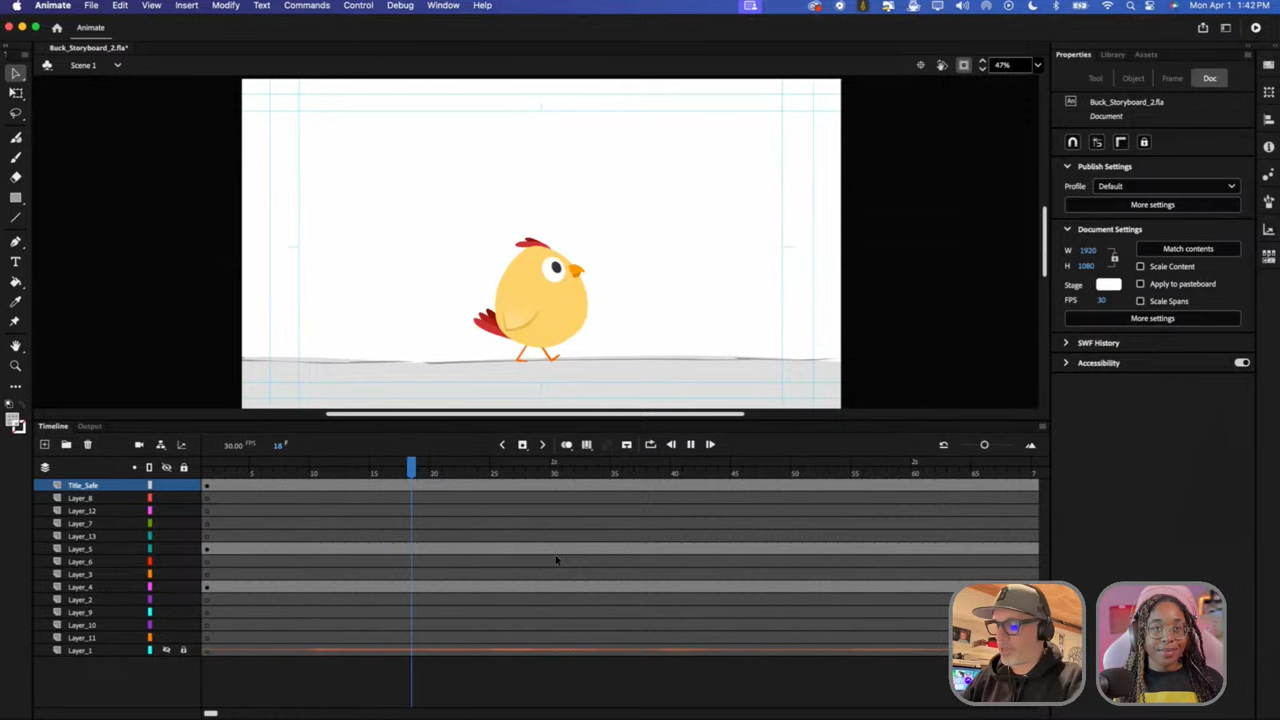 Animate File Edit View Insert Modify Text Commands Control Debug Window Help Mon Apr 1 1:42 PM
Animate
Buck_Storyboard_2.fla*
Scene 1
47%
Properties Library Assets
Tool Object Frame Doc
Buck_Storyboard_2.fla
Document
Publish Settings
Profile Default
More settings
Document Settings
W 1920 Match contents
H 1080 Scale Content
Stage Apply to pasteboard
FPS 30 Scale Spans
More settings
SWF History
Accessibility
Timeline Output
30.00 FPS 18 F
1s 2s
5 10 15 20 25 30 35 40 45 50 55 60 65 7
Title_Safe
Layer_8
Layer_12
Layer_7
Layer_13
Layer_5
Layer_6
Layer_3
Layer_4
Layer_2
Layer_9
Layer_10
Layer_11
Layer_1